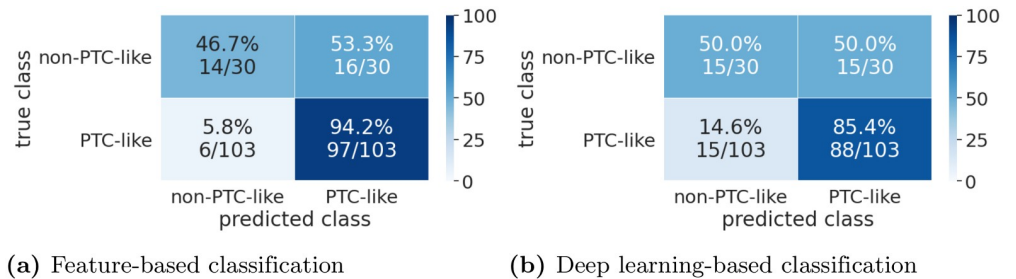 true class
non-PTC-like
PTC-like
46.7%
14/30
53.3%
16/30
5.8%
6/103
94.2%
97/103
non-PTC-like PTC-like
predicted class
100
75
50
25
0
(a) Feature-based classification
true class
non-PTC-like
PTC-like
50.0%
15/30
50.0%
15/30
14.6%
15/103
85.4%
88/103
non-PTC-like PTC-like
predicted class
100
75
50
25
0
(b) Deep learning-based classification